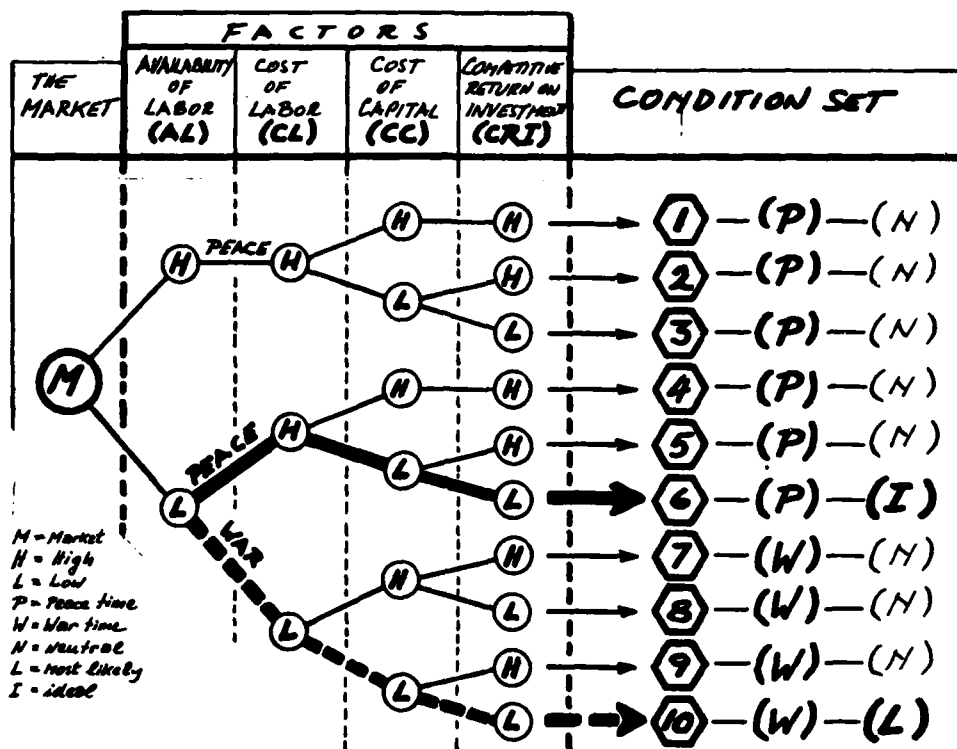 FACTORS
THE MARKET
AVAILABILITY OF LABOR (AL)
COST OF LABOR (CL)
COST OF CAPITAL (CC)
COMPETITIVE RETURN ON INVESTMENT (CRI)
CONDITION SET
H H 1 — (P) — (N)
H PEACE H
L H 2 — (P) — (N)
L 3 — (P) — (N)
M
H H 4 — (P) — (N)
PEACE H
L H 5 — (P) — (N)
L L 6 — (P) — (I)
WAR
H H 7 — (W) — (N)
L L 8 — (W) — (N)
L H 9 — (W) — (N)
L 10 — (W) — (L)
M = Market
H = High
L = Low
P = Peace time
W = War time
N = Neutral
L = most likely
I = ideal